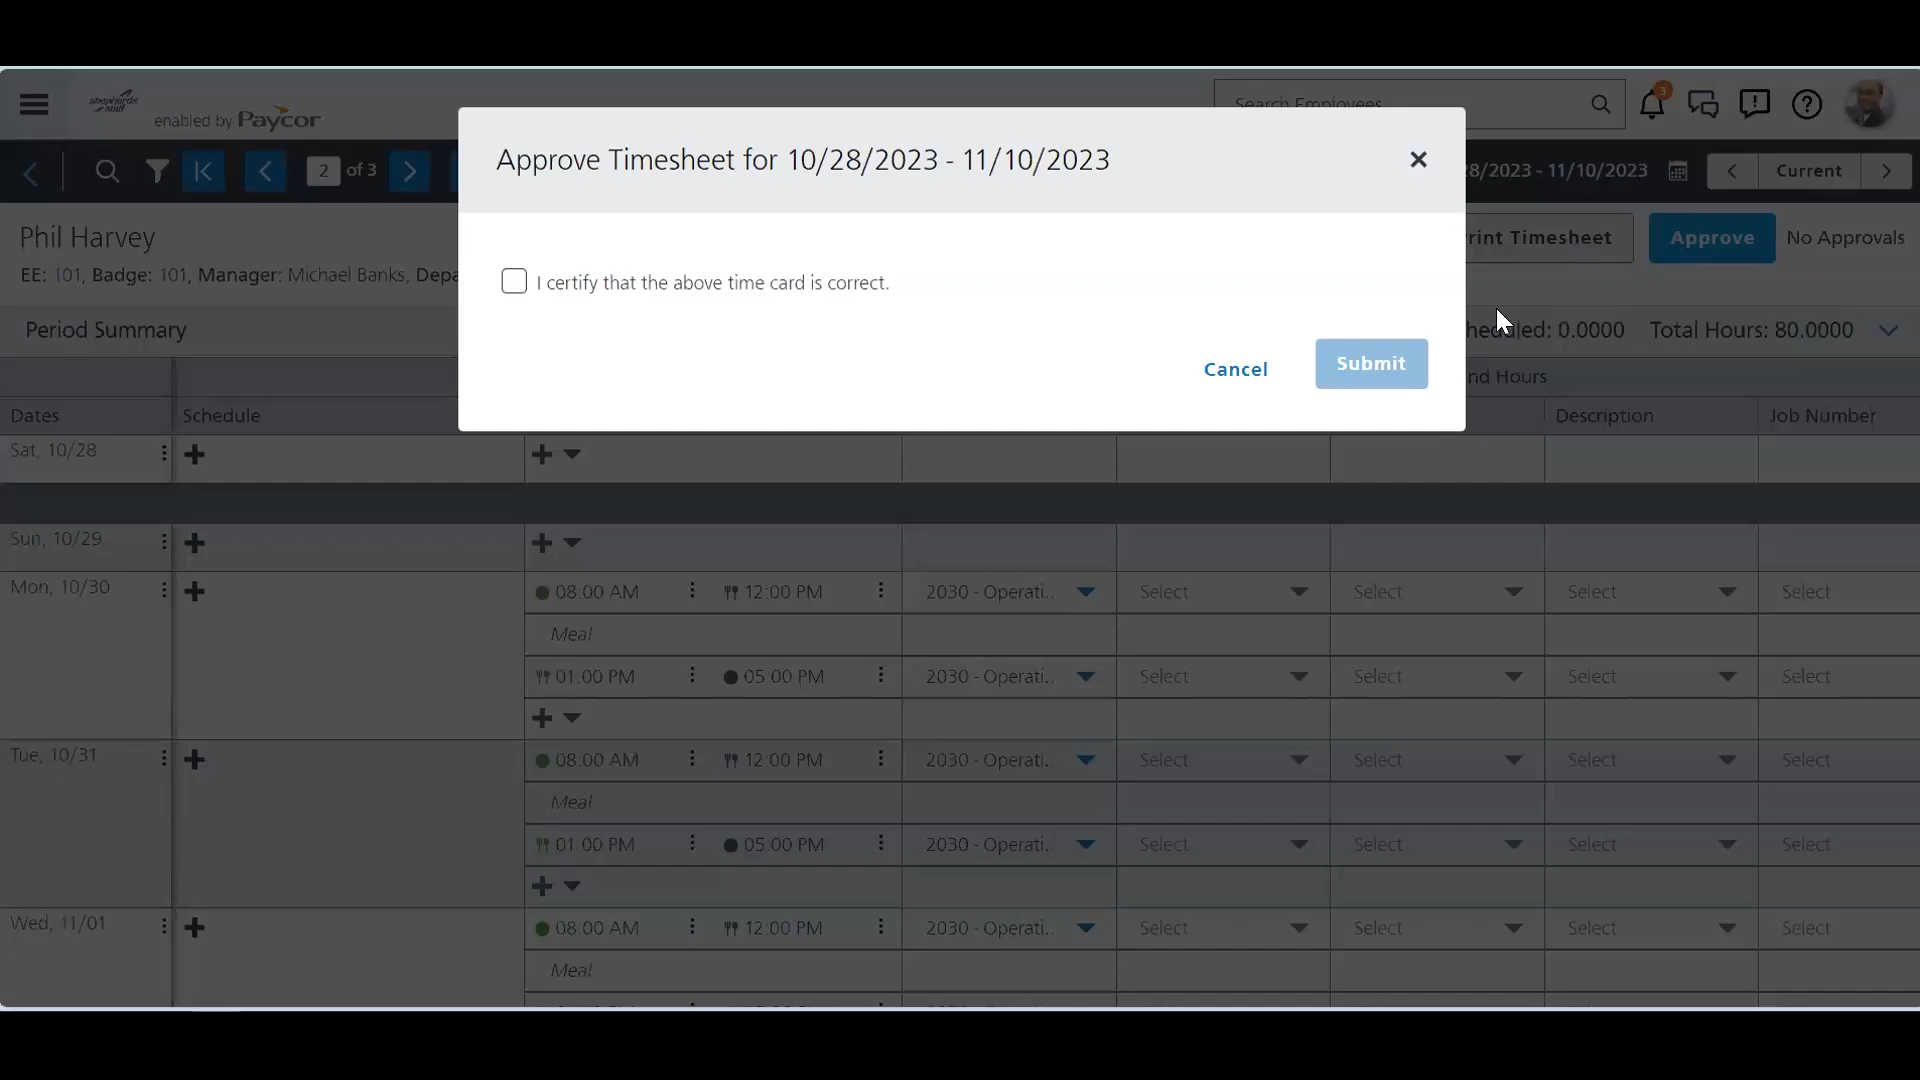 shepherds staff
enabled by Paycor
Search Employees
3
2 of 3
28/2023 - 11/10/2023
Current
Approve Timesheet for 10/28/2023 - 11/10/2023
I certify that the above time card is correct.
Cancel
Submit
Phil Harvey
EE: 101, Badge: 101, Manager: Michael Banks, Depa
rint Timesheet
Approve
No Approvals
Period Summary
heduled: 0.0000 Total Hours: 80.0000
nd Hours
Dates Schedule Description Job Number
Sat, 10/28
Sun, 10/29
Mon, 10/30 08:00 AM 12:00 PM 2030 - Operati... Select Select Select Select
Meal
01:00 PM 05:00 PM 2030 - Operati... Select Select Select Select
Tue, 10/31 08:00 AM 12:00 PM 2030 - Operati... Select Select Select Select
Meal
01:00 PM 05:00 PM 2030 - Operati... Select Select Select Select
Wed, 11/01 08:00 AM 12:00 PM 2030 - Operati... Select Select Select Select
Meal